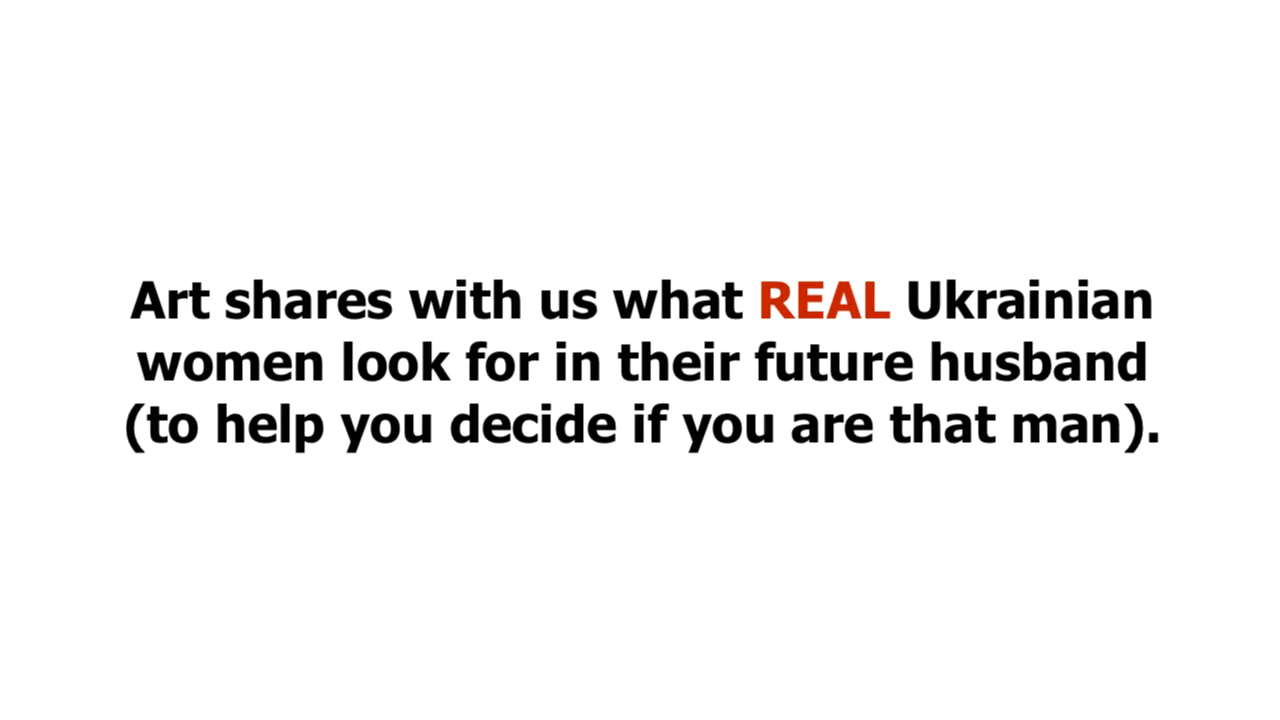 Art shares with us what REAL Ukrainian
women look for in their future husband
(to help you decide if you are that man).